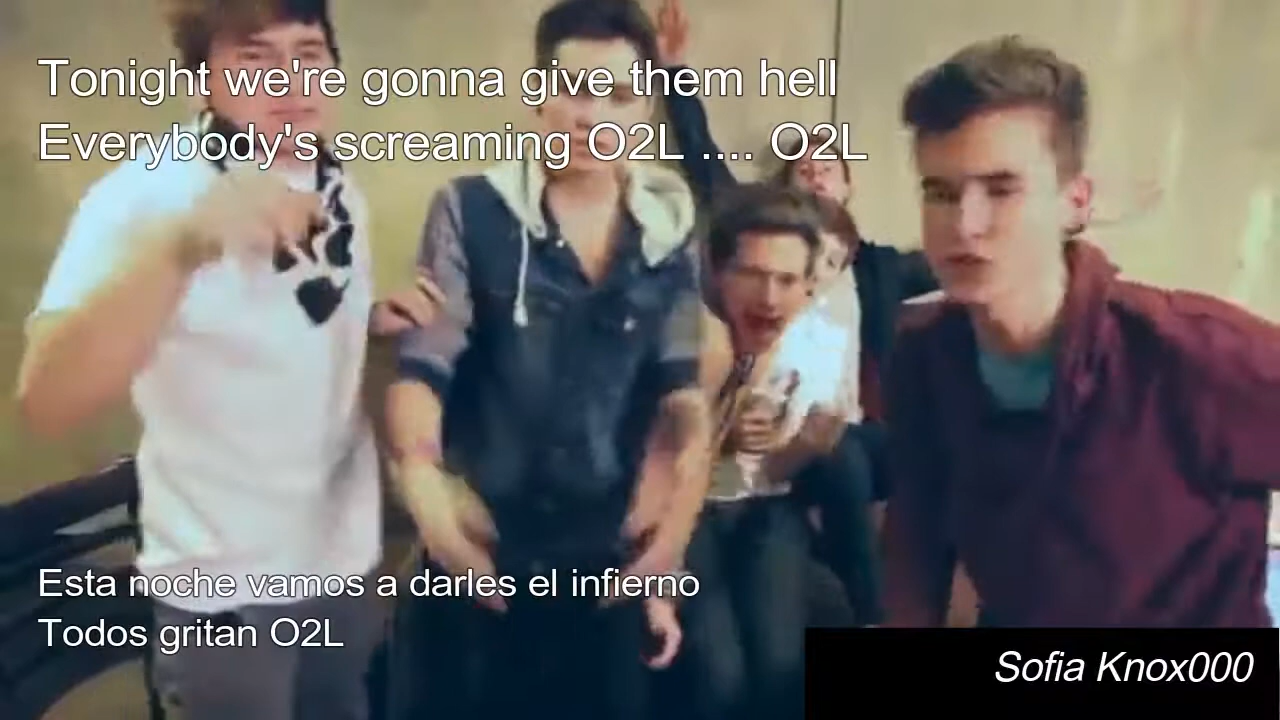 Tonight we're gonna give them hell
Everybody's screaming O2L .... O2L
Esta noche vamos a darles el infierno
Todos gritan O2L
Sofia Knox000